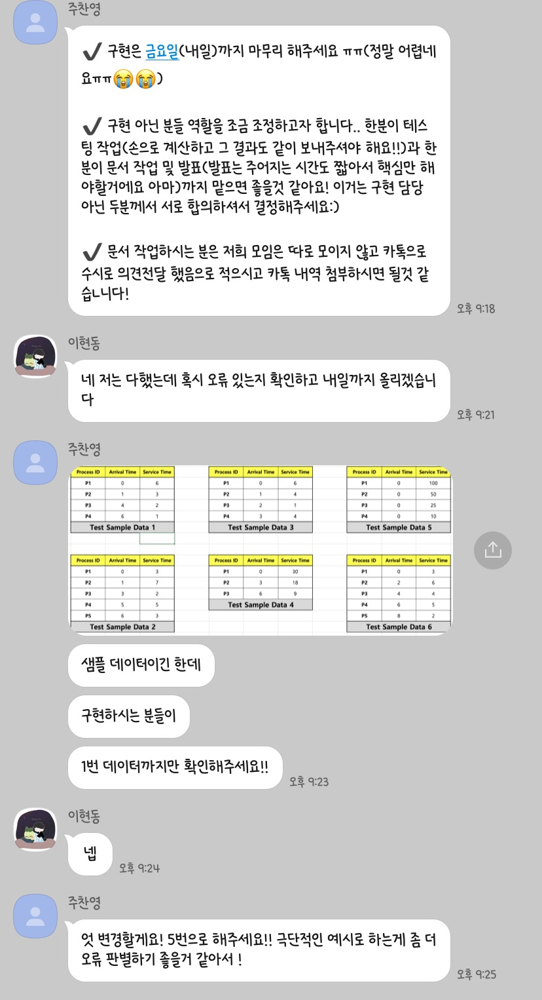 주찬영
✔ 구현은 금요일(내일)까지 마무리 해주세요 ㅠㅠ(정말 어렵네
요ㅠㅠ😭😭)
✔ 구현 아닌 분들 역할을 조금 조정하고자 합니다.. 한분이 테스
팅 작업(손으로 계산하고 그 결과도 같이 보내주셔야 해요!!)과 한
분이 문서 작업 및 발표(발표는 주어지는 시간도 짧아서 핵심만 해
야할거에요 아마)까지 맡으면 좋을것 같아요! 이거는 구현 담당
아닌 두분께서 서로 합의하셔서 결정해주세요:)
✔ 문서 작업하시는 분은 저희 모임은 따로 모이지 않고 카톡으로
수시로 의견전달 했음으로 적으시고 카톡 내역 첨부하시면 될것 같
습ㄴ니다!
오후 9:18
이현동
네 저는 다했는데 혹시 오류 있는지 확인하고 내일까지 올리겠습니
다
오후 9:21
주찬영
Process ID Arrival Time Service Time
P1 0 6
P2 1 3
P3 4 2
P4 6 1
Test Sample Data 1
Process ID Arrival Time Service Time
P1 0 6
P2 1 4
P3 2 1
P4 3 4
Test Sample Data 3
Process ID Arrival Time Service Time
P1 0 100
P2 0 50
P3 0 25
P4 0 10
Test Sample Data 5
Process ID Arrival Time Service Time
P1 0 3
P2 1 7
P3 3 2
P4 5 5
P5 6 3
Test Sample Data 2
Process ID Arrival Time Service Time
P1 0 30
P2 3 18
P3 6 9
Test Sample Data 4
Process ID Arrival Time Service Time
P1 0 3
P2 2 6
P3 4 4
P4 6 5
P5 8 2
Test Sample Data 6
샘플 데이터이긴 한데
구현하시는 분들이
1번 데이터까지만 확인해주세요!!
오후 9:23
이현동
넵
오후 9:24
주찬영
엇 변경할게요! 5번으로 해주세요!! 극단적인 예시로 하는게 좀 더
오류 판별하기 좋을거 같아서 !
오후 9:25